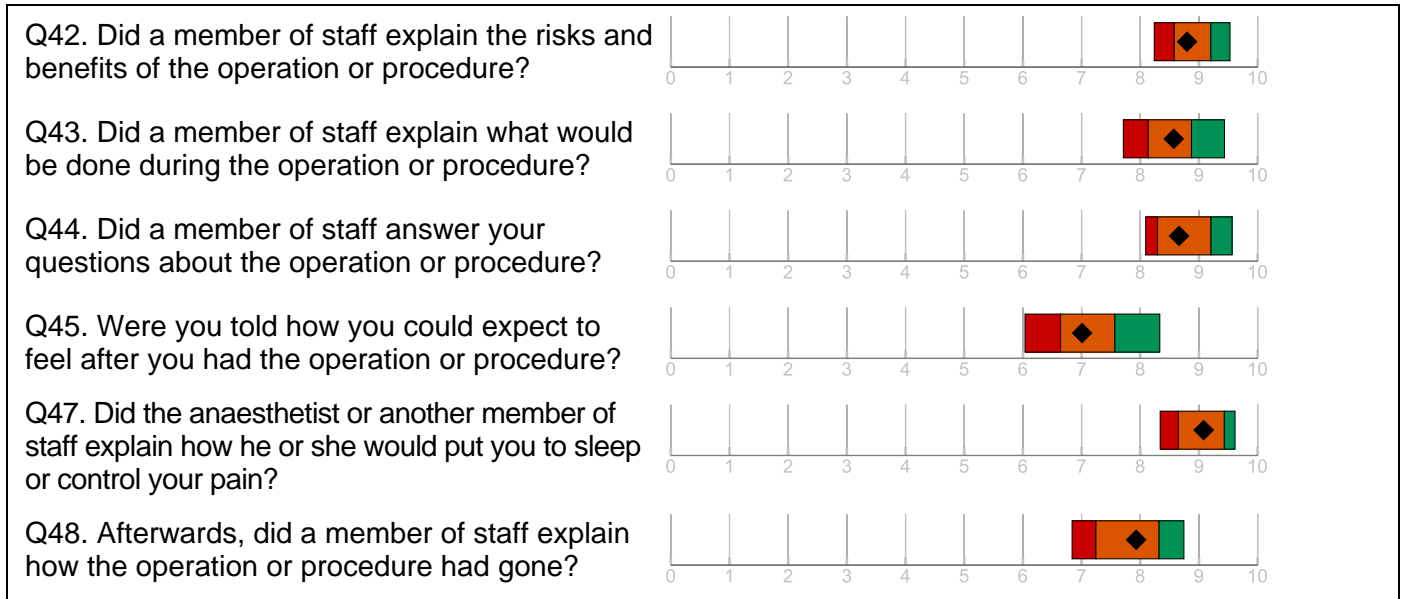 Q42. Did a member of staff explain the risks and
benefits of the operation or procedure?
0 1 2 3 4 5 6 7 8 9 10
Q43. Did a member of staff explain what would
be done during the operation or procedure?
0 1 2 3 4 5 6 7 8 9 10
Q44. Did a member of staff answer your
questions about the operation or procedure?
0 1 2 3 4 5 6 7 8 9 10
Q45. Were you told how you could expect to
feel after you had the operation or procedure?
0 1 2 3 4 5 6 7 8 9 10
Q47. Did the anaesthetist or another member of
staff explain how he or she would put you to sleep
or control your pain?
0 1 2 3 4 5 6 7 8 9 10
Q48. Afterwards, did a member of staff explain
how the operation or procedure had gone?
0 1 2 3 4 5 6 7 8 9 10